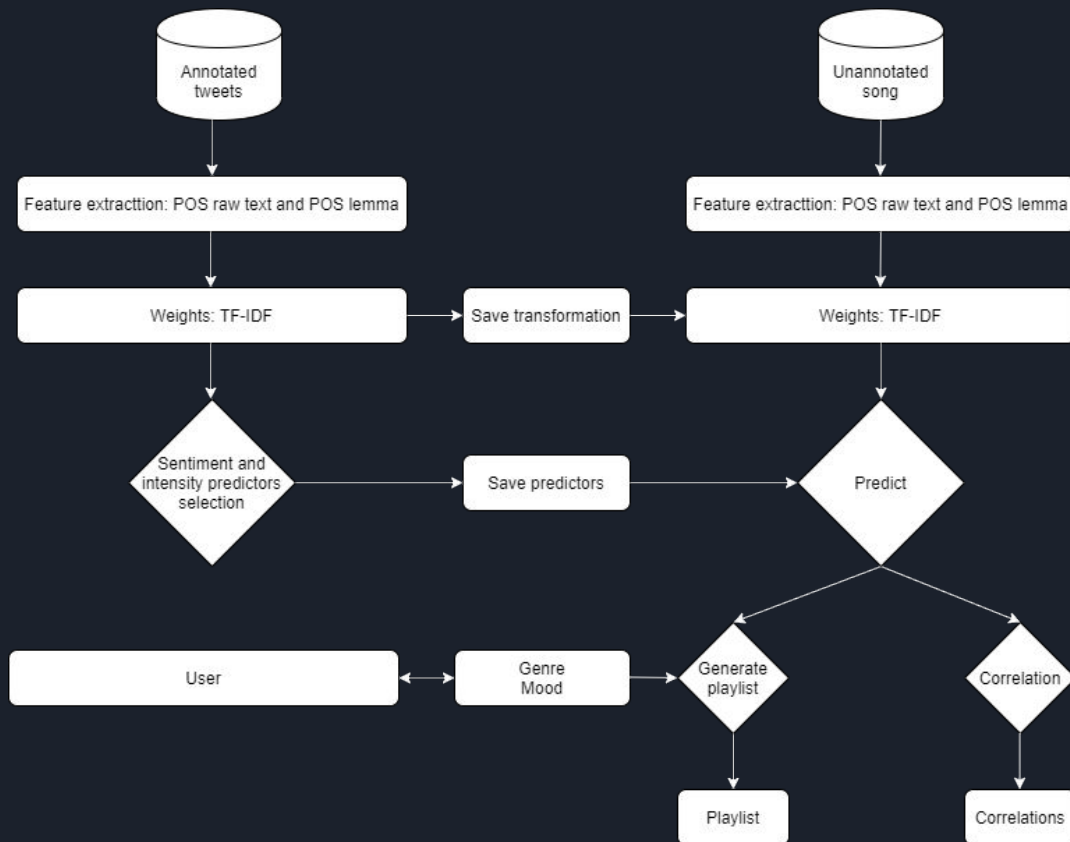 Annotated
tweets
Unannotated
song
Feature extracttion: POS raw text and POS lemma
Feature extracttion: POS raw text and POS lemma
Weights: TF-IDF
Save transformation
Weights: TF-IDF
Sentiment and
intensity predictors
selection
Save predictors
Predict
User
Genre
Mood
Generate
playlist
Correlation
Playlist
Correlations